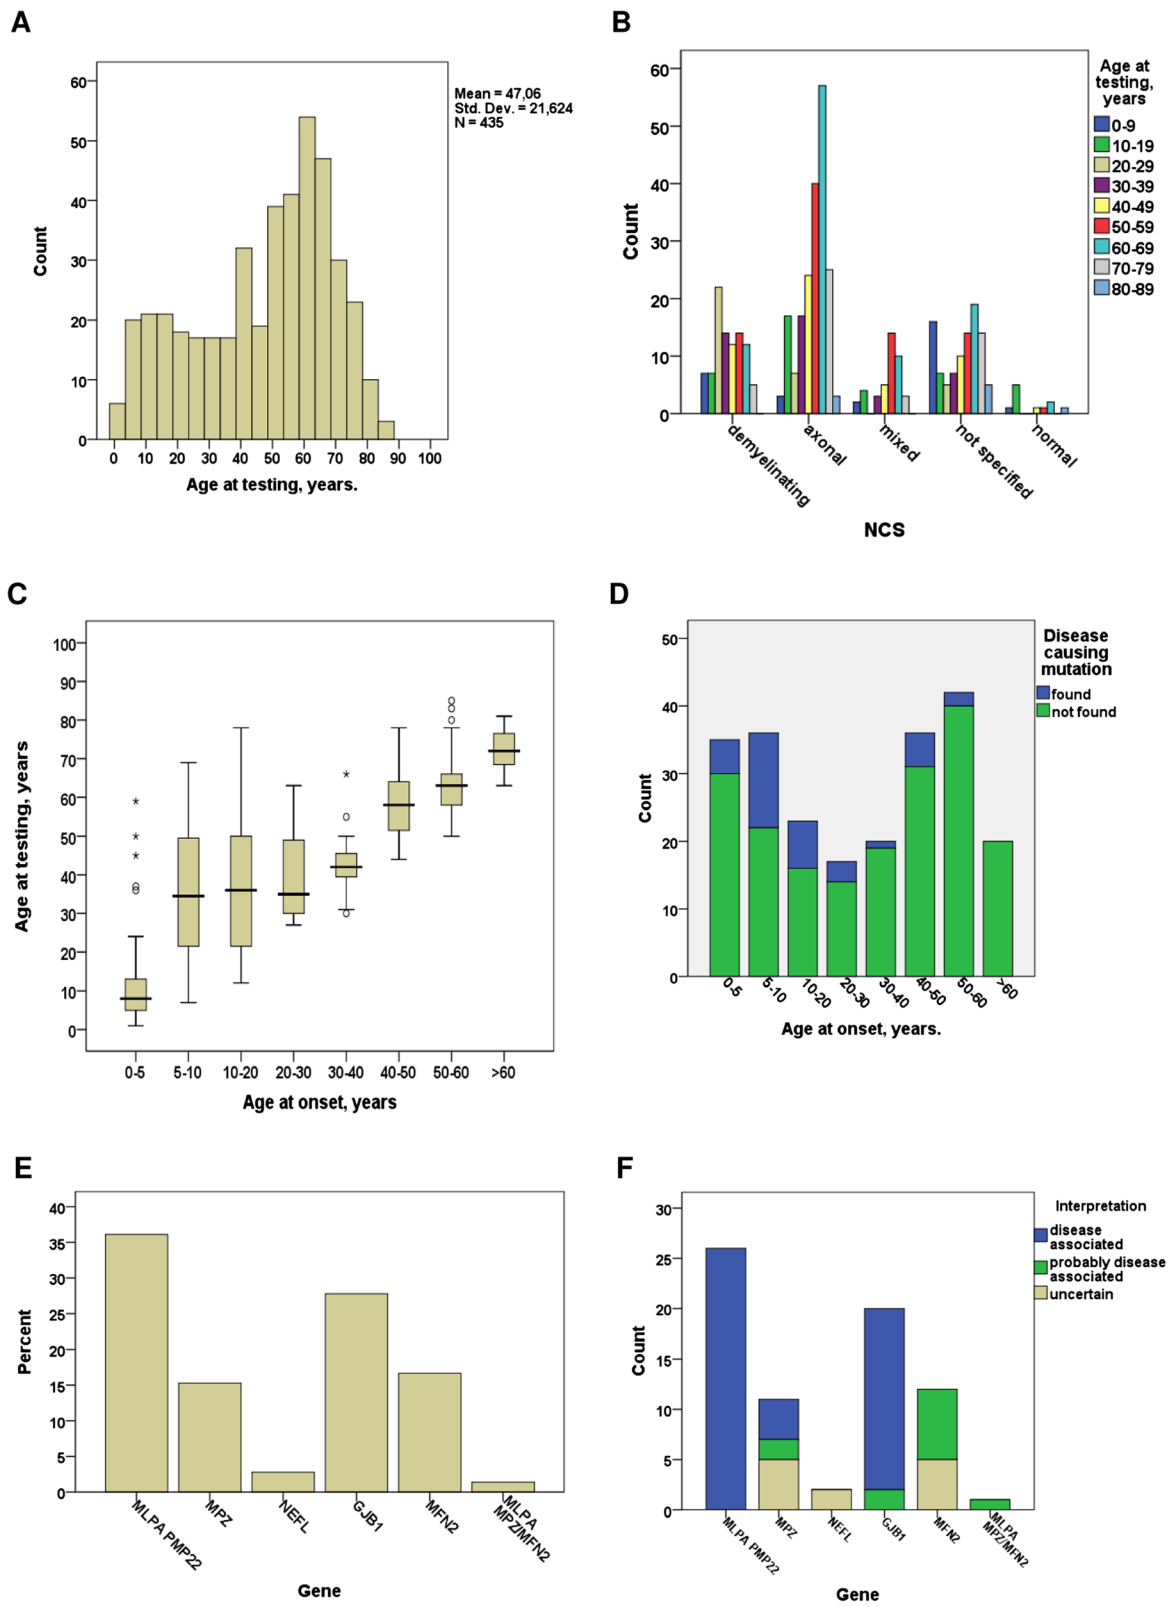 A
60
50
40
30
20
10
0
Count
0 10 20 30 40 50 60 70 80 90 100
Age at testing, years.
Mean = 47,06
Std. Dev. = 21,624
N = 435
B
60
50
40
30
20
10
0
Count
demyelinating
axonal
mixed
not specified
normal
NCS
Age at
testing,
years
0-9
10-19
20-29
30-39
40-49
50-59
60-69
70-79
80-89
C
100
90
80
70
60
50
40
30
20
10
0
Age at testing, years
0-5 5-10 10-20 20-30 30-40 40-50 50-60 >60
Age at onset, years
D
50
40
30
20
10
0
Count
0-5 5-10 10-20 20-30 30-40 40-50 50-60 >60
Age at onset, years.
Disease
causing
mutation
found
not found
E
40
35
30
25
20
15
10
5
0
Percent
MLPA PMP22
MPZ
NEFL
GJB1
MFN2
MLPA
MPZ/MFN2
Gene
F
30
25
20
15
10
5
0
Count
MLPA PMP22
MPZ
NEFL
GJB1
MFN2
MLPA
MPZ/MFN2
Gene
Interpretation
disease
associated
probably disease
associated
uncertain